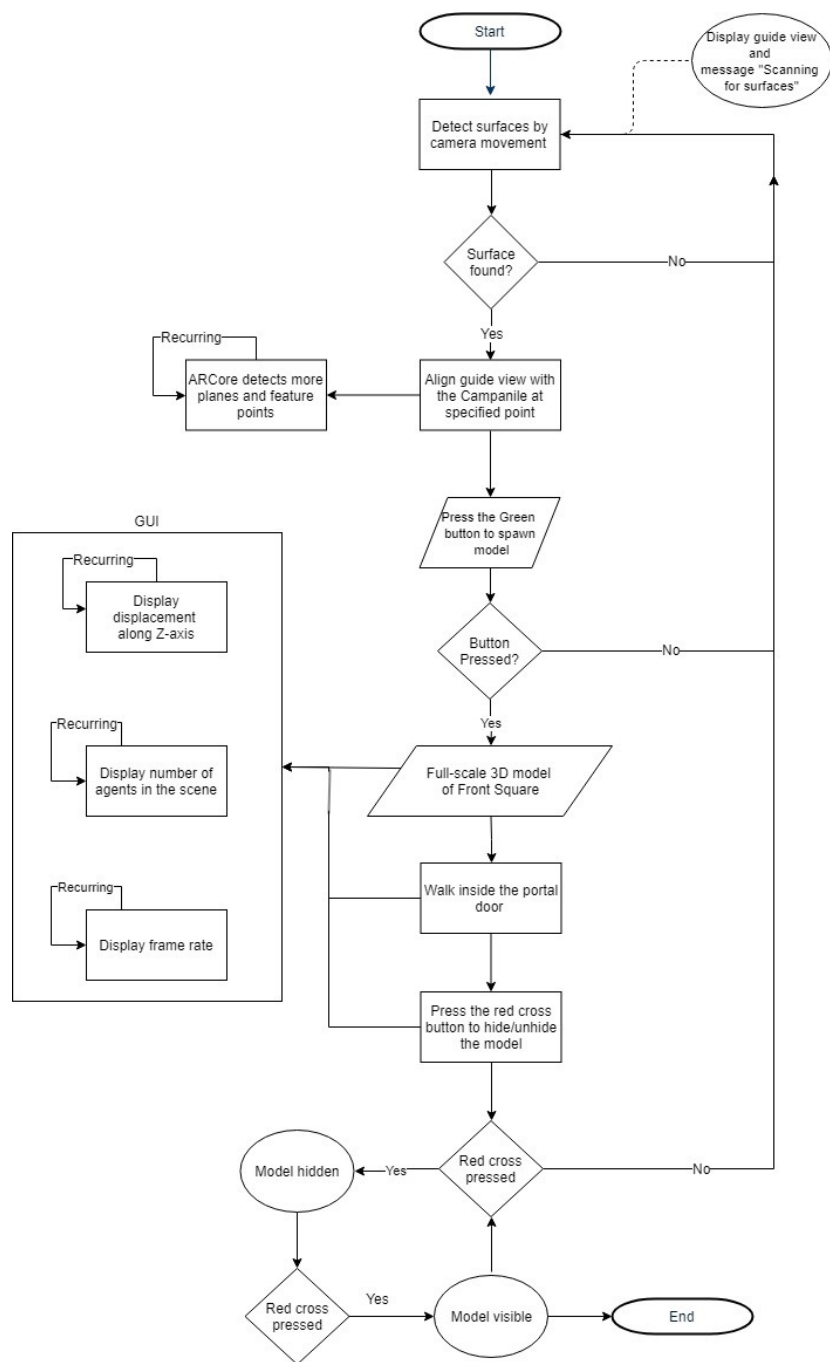 Start
Display guide view
and
message "Scanning
for surfaces"
Detect surfaces by
camera movement
Surface
found?
No
Yes
Recurring
ARCore detects more
planes and feature
points
Align guide view with
the Campanile at
specified point
Press the Green
button to spawn
model
GUI
Recurring
Display
displacement
along Z-axis
Button
Pressed?
No
Yes
Recurring
Display number of
agents in the scene
Full-scale 3D model
of Front Square
Walk inside the portal
door
Recurring
Display frame rate
Press the red cross
button to hide/unhide
the model
Model hidden
Yes
Red cross
pressed
No
Red cross
pressed
Yes
Model visible
End